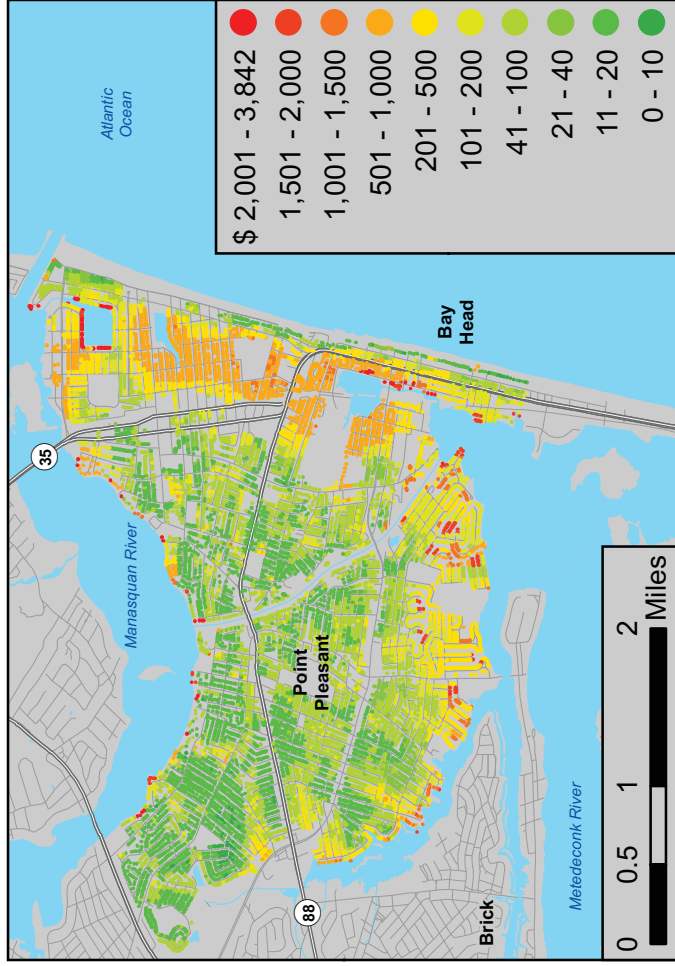 Atlantic
Ocean
35
Manasquan River
Bay
Head
Point
Pleasant
88
Brick
Metedeconk River
$ 2,001 - 3,842
1,501 - 2,000
1,001 - 1,500
501 - 1,000
201 - 500
101 - 200
41 - 100
21 - 40
11 - 20
0 - 10
0 0.5 1 2
Miles